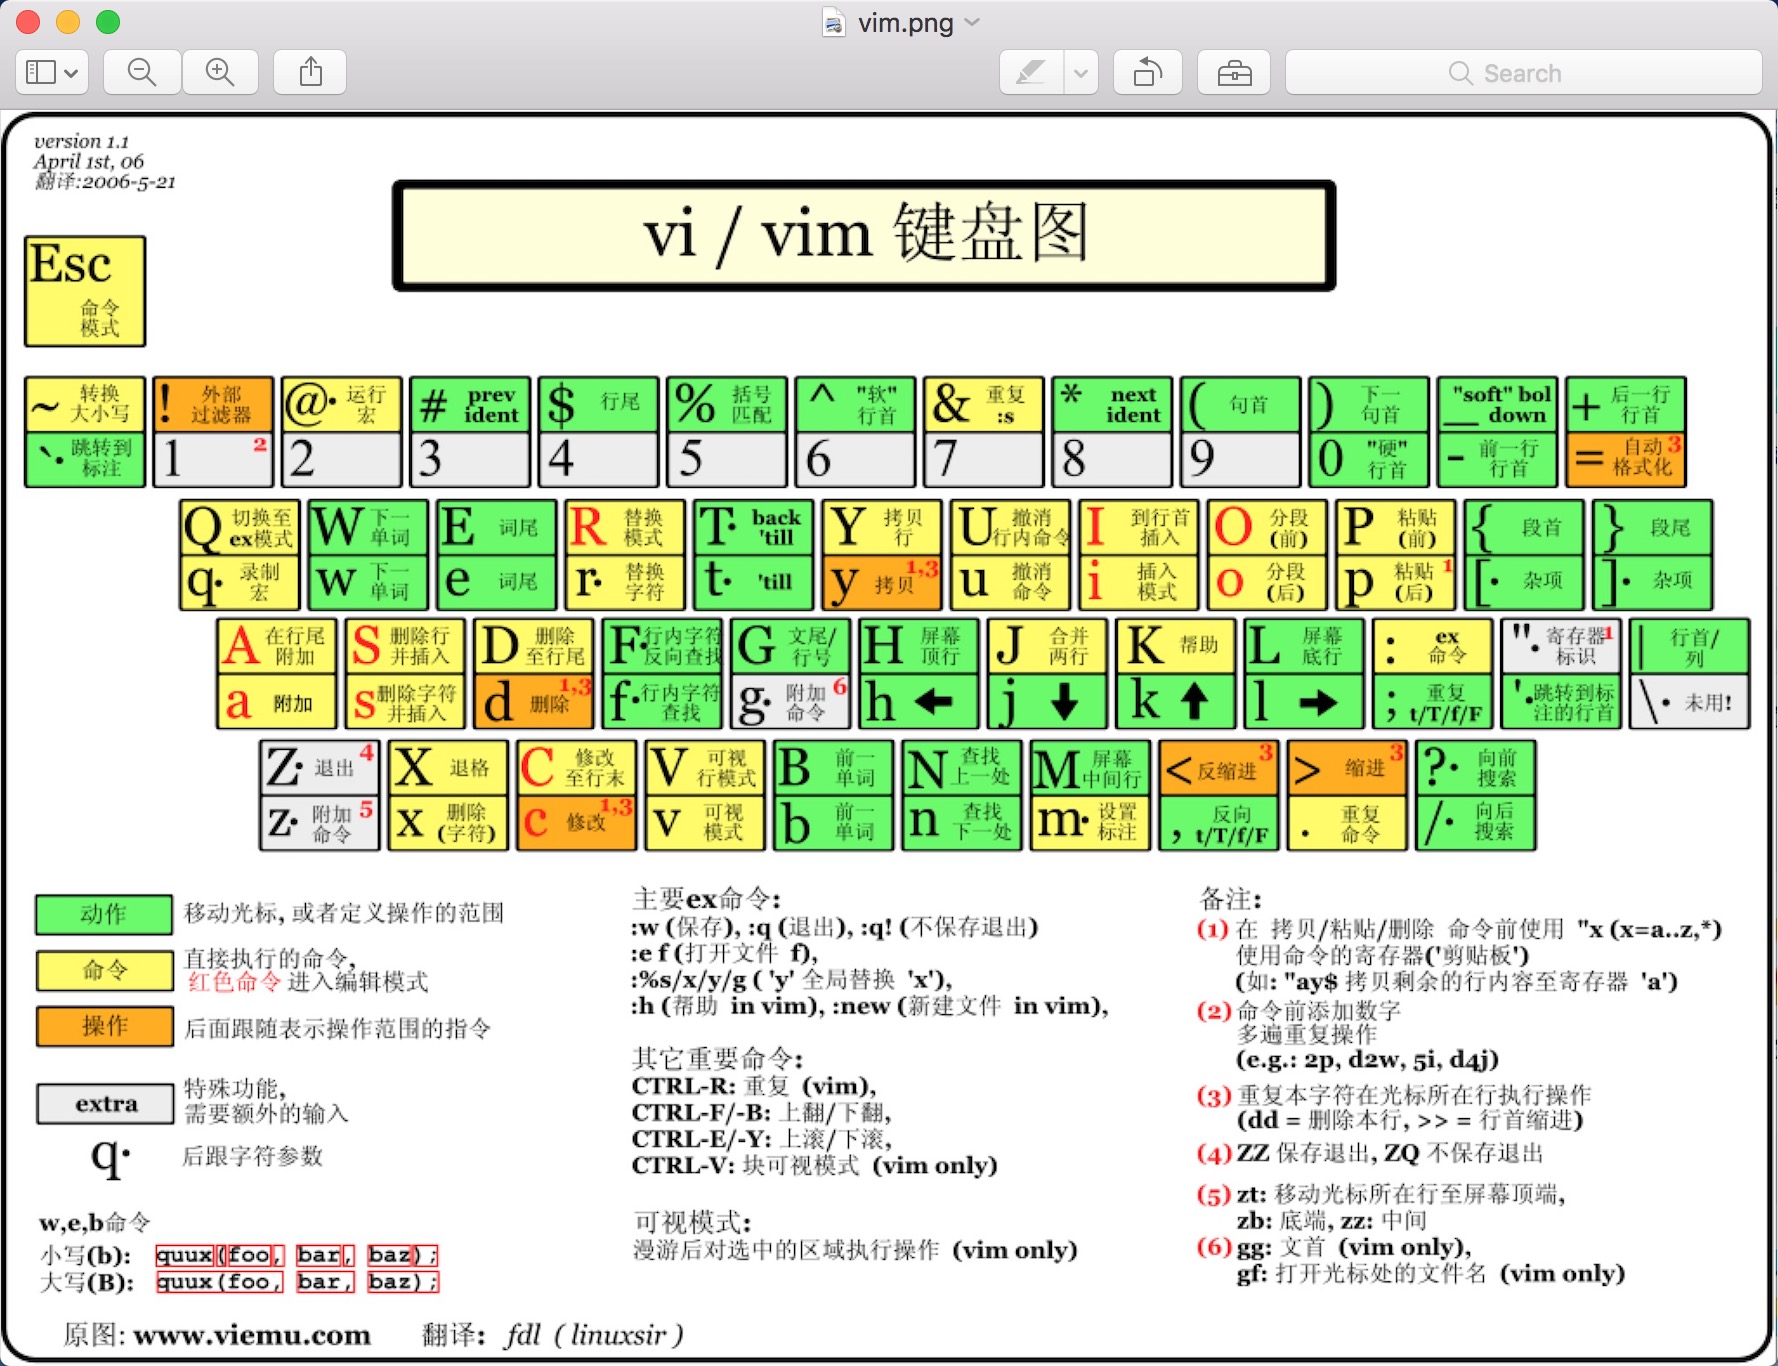 vim.png
Search
version 1.1
April 1st, 06
翻译:2006-5-21
vi / vim 键盘图
Esc
命令
模式
~ 转换
大小写
! 外部
过滤器
@· 运行
宏
# prev
ident
$ 行尾
% 括号
匹配
^ "软"
行首
& 重复
:s
* next
ident
( 句首
) 下一
句首
"soft" bol
_ down
+ 后一行
行首
`· 跳转到
标注
1 2
2
3
4
5
6
7
8
9
0 "硬"
行首
- 前一行
行首
= 自动 3
格式化
Q 切换至
ex模式
W 下一
单词
E 词尾
R 替换
模式
T· back
'till
Y 拷贝
行
U 撤消
行内命令
I 到行首
插入
O 分段
(前)
P 粘贴
(前)
{ 段首
} 段尾
q· 录制
宏
w 下一
单词
e 词尾
r· 替换
字符
t· 'till
y 拷贝 1,3
u 撤消
命令
i 插入
模式
o 分段
(后)
p 粘贴 1
(后)
[· 杂项
]· 杂项
A 在行尾
附加
S 删除行
并插入
D 删除
至行尾
F· 行内字符
反向查找
G 文尾/
行号
H 屏幕
顶行
J 合并
两行
K 帮助
L 屏幕
底行
: ex
命令
"· 寄存器 1
标识
| 行首/
列
a 附加
s 删除字符
并插入
d 删除 1,3
f· 行内字符
查找
g· 附加 6
命令
h ←
j ↓
k ↑
l →
; 重复
t/T/f/F
'· 跳转到标
注的行首
\· 未用!
Z· 退出 4
X 退格
C 修改
至行末
V 可视
行模式
B 前一
单词
N 查找
上一处
M 屏幕
中间行
< 反缩进 3
> 缩进 3
?· 向前
搜索
z· 附加 5
命令
x 删除
(字符)
c 修改 1,3
v 可视
模式
b 前一
单词
n 查找
下一处
m· 设置
标注
, 反向
t/T/f/F
. 重复
命令
/· 向后
搜索
动作 移动光标, 或者定义操作的范围
命令 直接执行的命令,
红色命令 进入编辑模式
操作 后面跟随表示操作范围的指令
extra 特殊功能,
需要额外的输入
q· 后跟字符参数
w,e,b命令
小写(b): quux(foo, bar, baz);
大写(B): quux(foo, bar, baz);
原图: www.viemu.com 翻译: fdl ( linuxsir )
主要ex命令:
:w (保存), :q (退出), :q! (不保存退出)
:e f (打开文件 f),
:%s/x/y/g ( 'y' 全局替换 'x'),
:h (帮助 in vim), :new (新建文件 in vim),
其它重要命令:
CTRL-R: 重复 (vim),
CTRL-F/-B: 上翻/下翻,
CTRL-E/-Y: 上滚/下滚,
CTRL-V: 块可视模式 (vim only)
可视模式:
漫游后对选中的区域执行操作 (vim only)
备注:
(1) 在 拷贝/粘贴/删除 命令前使用 "x (x=a..z,*)
使用命令的寄存器('剪贴板')
(如: "ay$ 拷贝剩余的行内容至寄存器 'a')
(2) 命令前添加数字
多遍重复操作
(e.g.: 2p, d2w, 5i, d4j)
(3) 重复本字符在光标所在行执行操作
(dd = 删除本行, >> = 行首缩进)
(4) ZZ 保存退出, ZQ 不保存退出
(5) zt: 移动光标所在行至屏幕顶端,
zb: 底端, zz: 中间
(6) gg: 文首 (vim only),
gf: 打开光标处的文件名 (vim only)